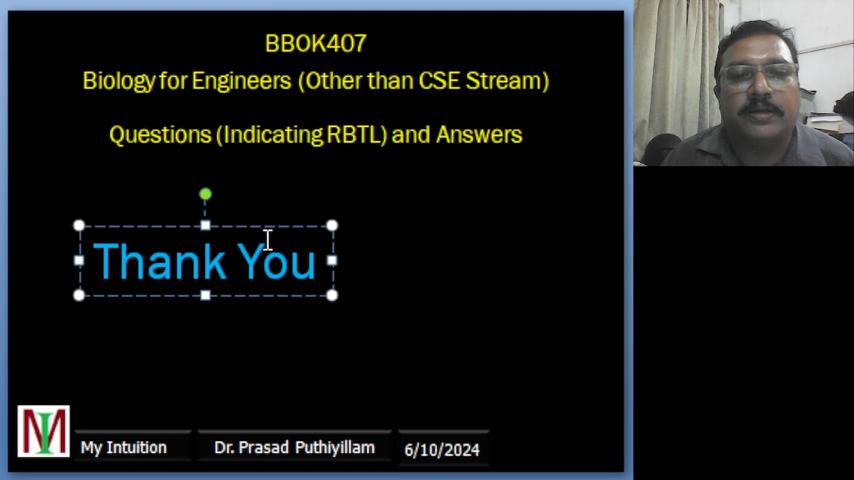 BBOK407
Biology for Engineers (Other than CSE Stream)
Questions (Indicating RBTL) and Answers
Thank You
MI
My Intuition
Dr. Prasad Puthiyillam
6/10/2024